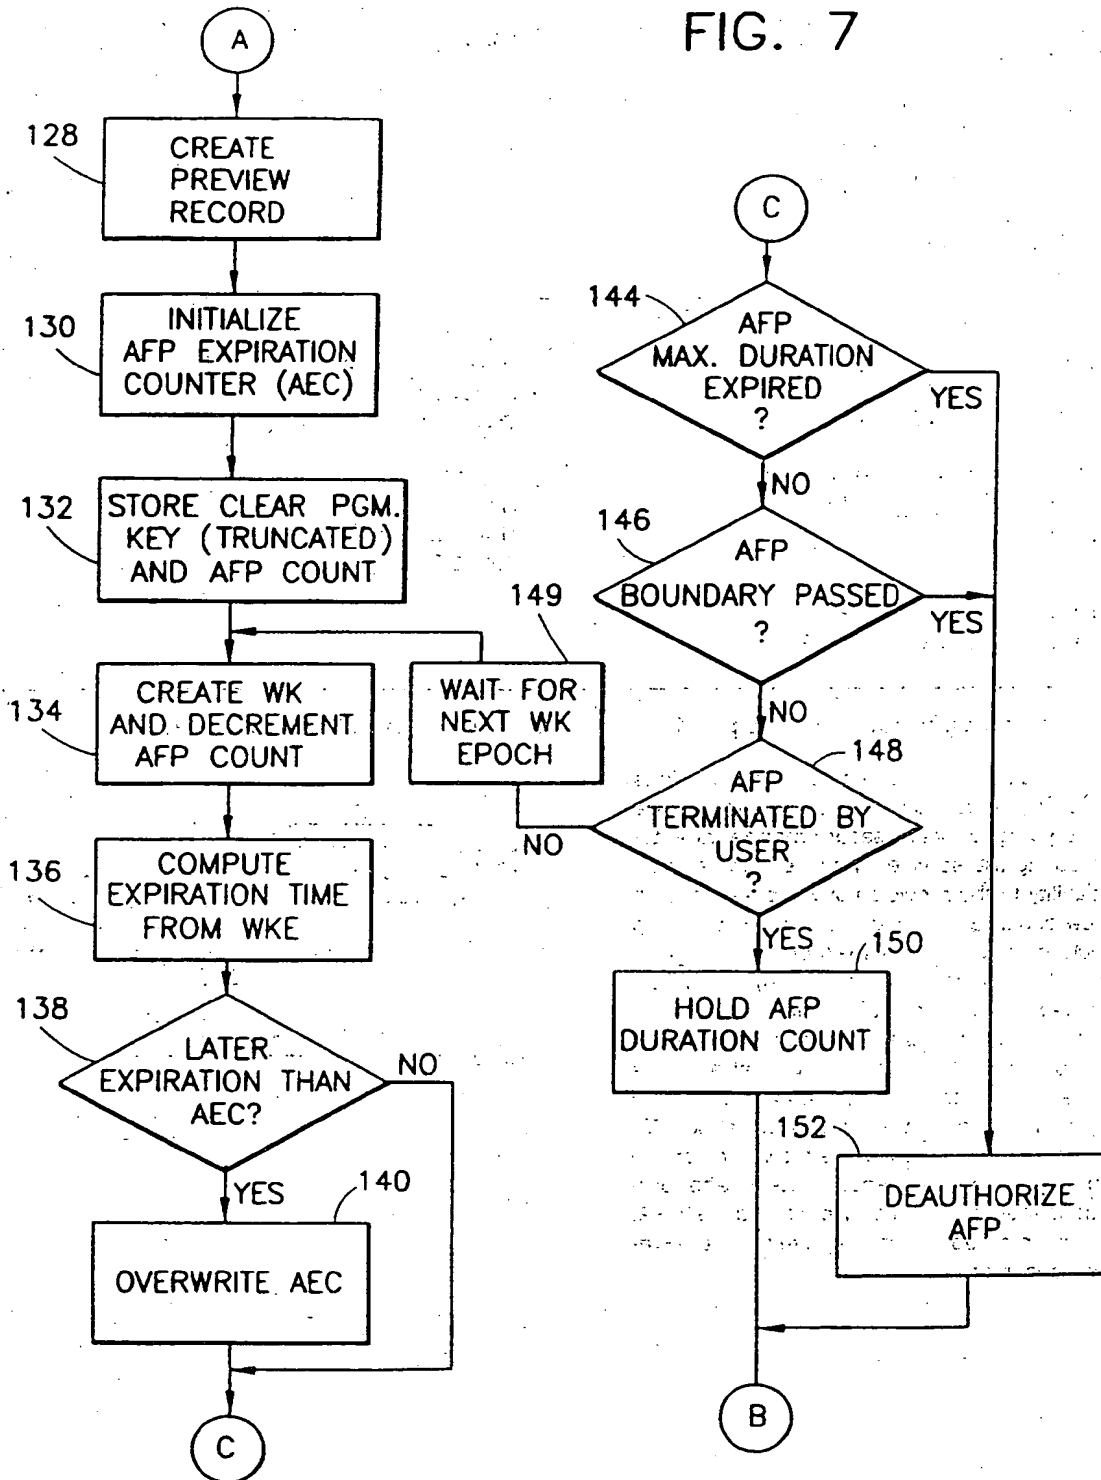 FIG. 7
A
128
CREATE
PREVIEW
RECORD
130
INITIALIZE
AFP EXPIRATION
COUNTER (AEC)
132
STORE CLEAR PGM.
KEY (TRUNCATED)
AND AFP COUNT
134
CREATE WK
AND DECREMENT
AFP COUNT
136
COMPUTE
EXPIRATION TIME
FROM WKE
138
LATER
EXPIRATION THAN
AEC?
NO
YES
140
OVERWRITE AEC
C
C
144
AFP
MAX. DURATION
EXPIRED
?
YES
NO
146
AFP
BOUNDARY PASSED
?
YES
NO
149
WAIT FOR
NEXT WK
EPOCH
148
AFP
TERMINATED BY
USER
?
NO
YES
150
HOLD AFP
DURATION COUNT
152
DEAUTHORIZE
AFP
B